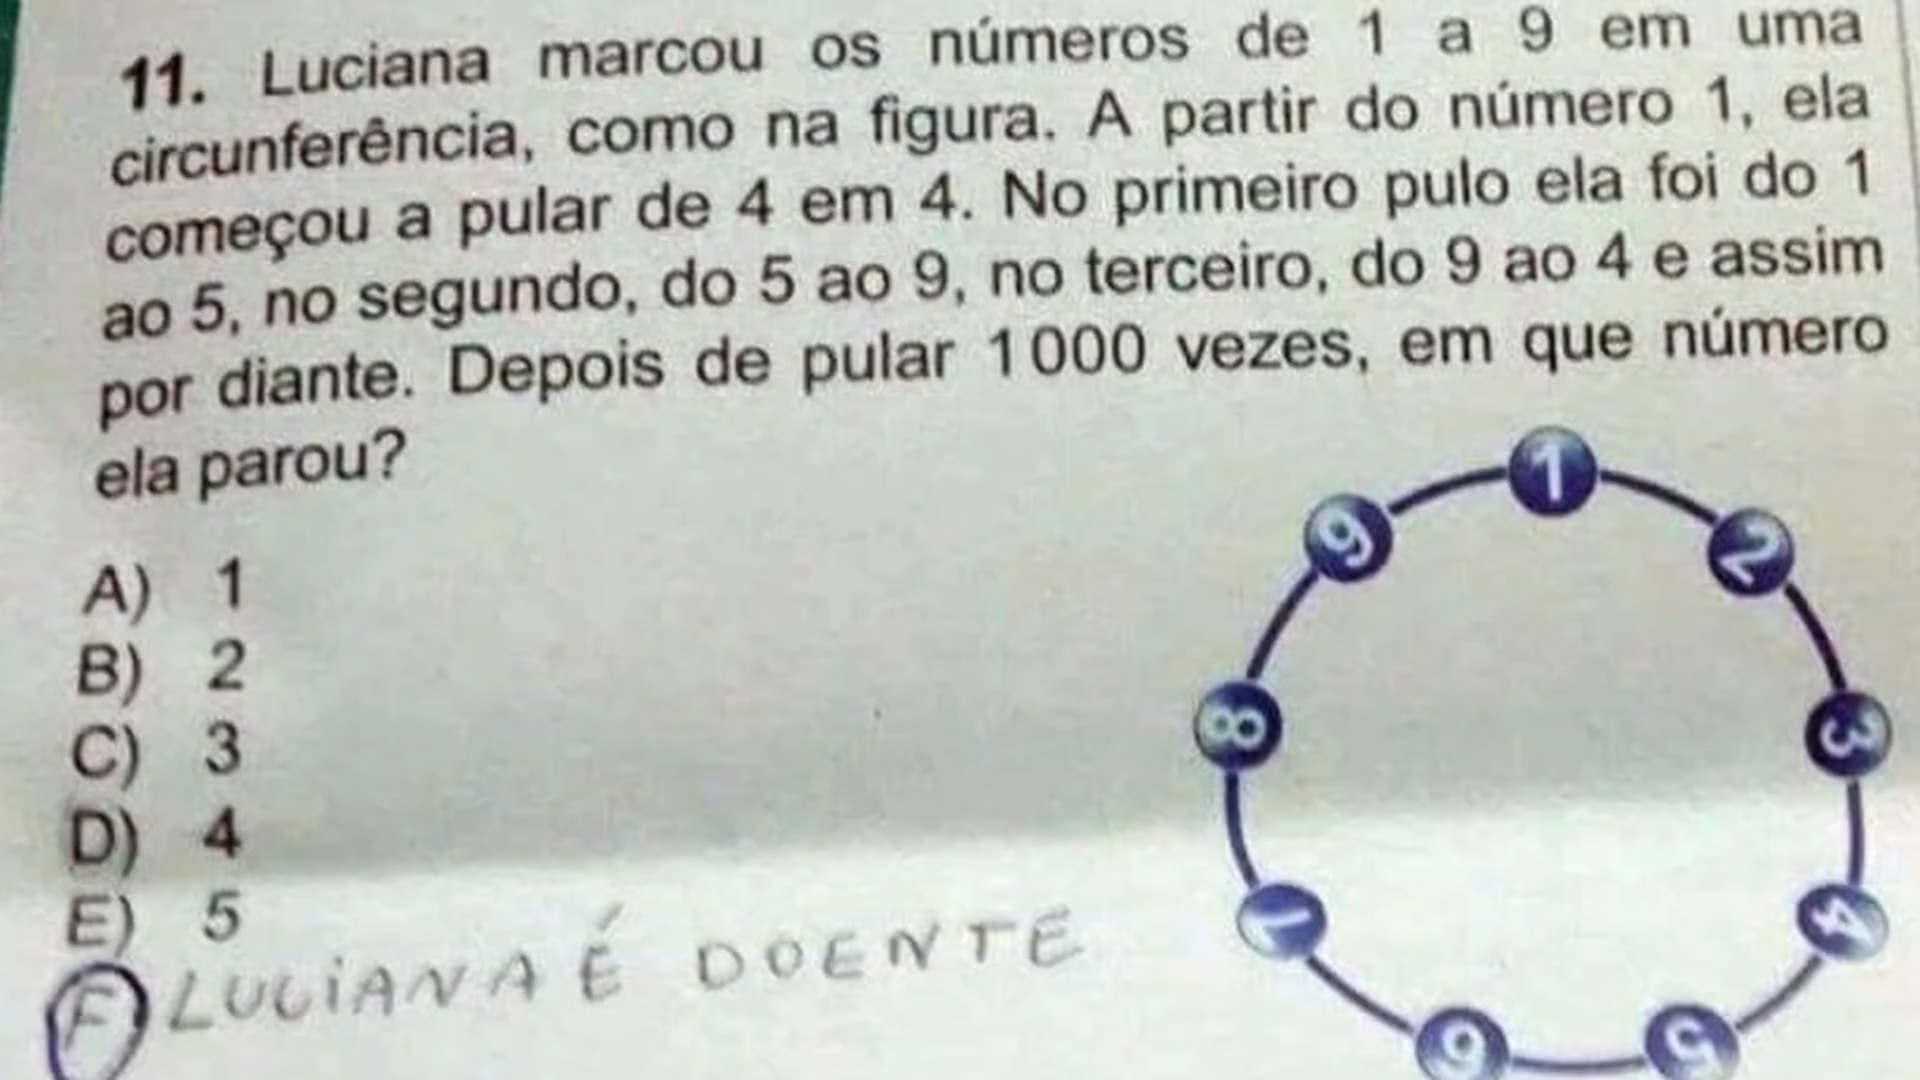 11. Luciana marcou os números de 1 a 9 em uma
circunferência, como na figura. A partir do número 1, ela
começou a pular de 4 em 4. No primeiro pulo ela foi do 1
ao 5, no segundo, do 5 ao 9, no terceiro, do 9 ao 4 e assim
por diante. Depois de pular 1000 vezes, em que número
ela parou?
A) 1
B) 2
C) 3
D) 4
E) 5
F) LUCIANA É DOENTE
1
2
3
4
5
6
7
8
9